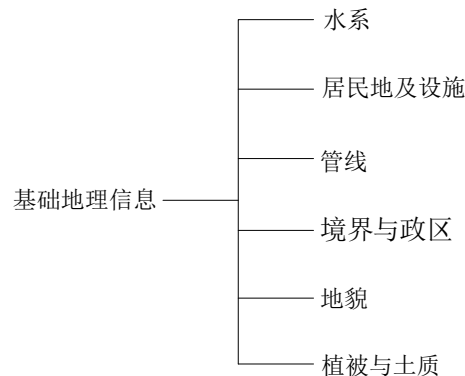 水系
居民地及设施
管线
基础地理信息
境界与政区
地貌
植被与土质